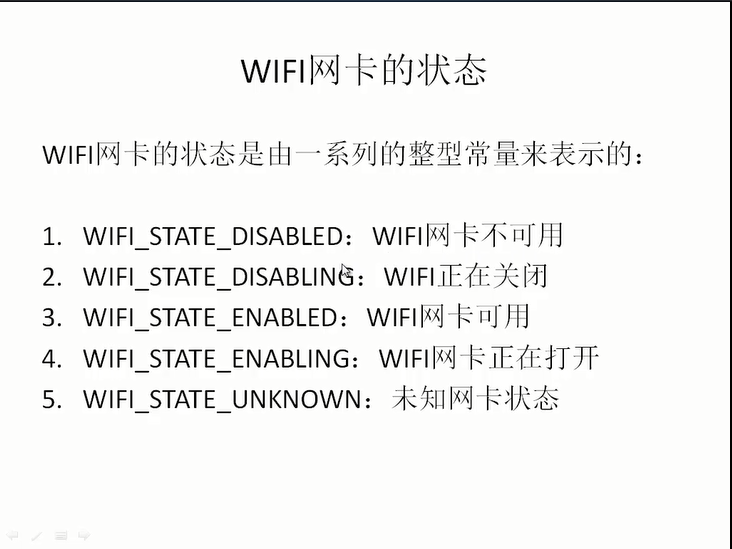 WIFI网卡的状态
WIFI网卡的状态是由一系列的整型常量来表示的：
1. WIFI_STATE_DISABLED：WIFI网卡不可用
2. WIFI_STATE_DISABLING：WIFI正在关闭
3. WIFI_STATE_ENABLED：WIFI网卡可用
4. WIFI_STATE_ENABLING：WIFI网卡正在打开
5. WIFI_STATE_UNKNOWN：未知网卡状态